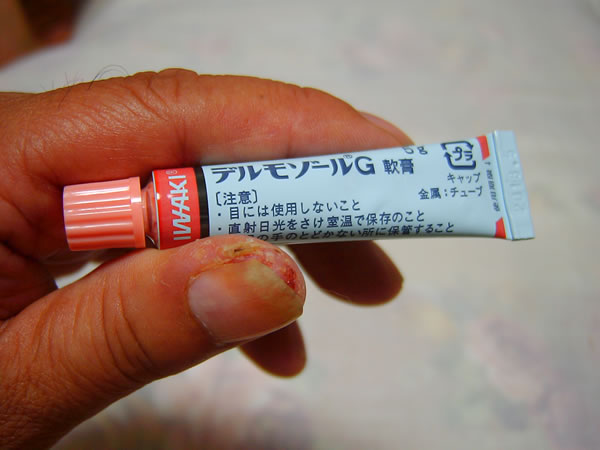 デルモゾール®G 軟膏
5g
プラ
キャップ
金属:チューブ
IWAKI®
[注意]
・目には使用しないこと
・直射日光をさけ室温で保存のこと
の手のとどかない所に保管すること